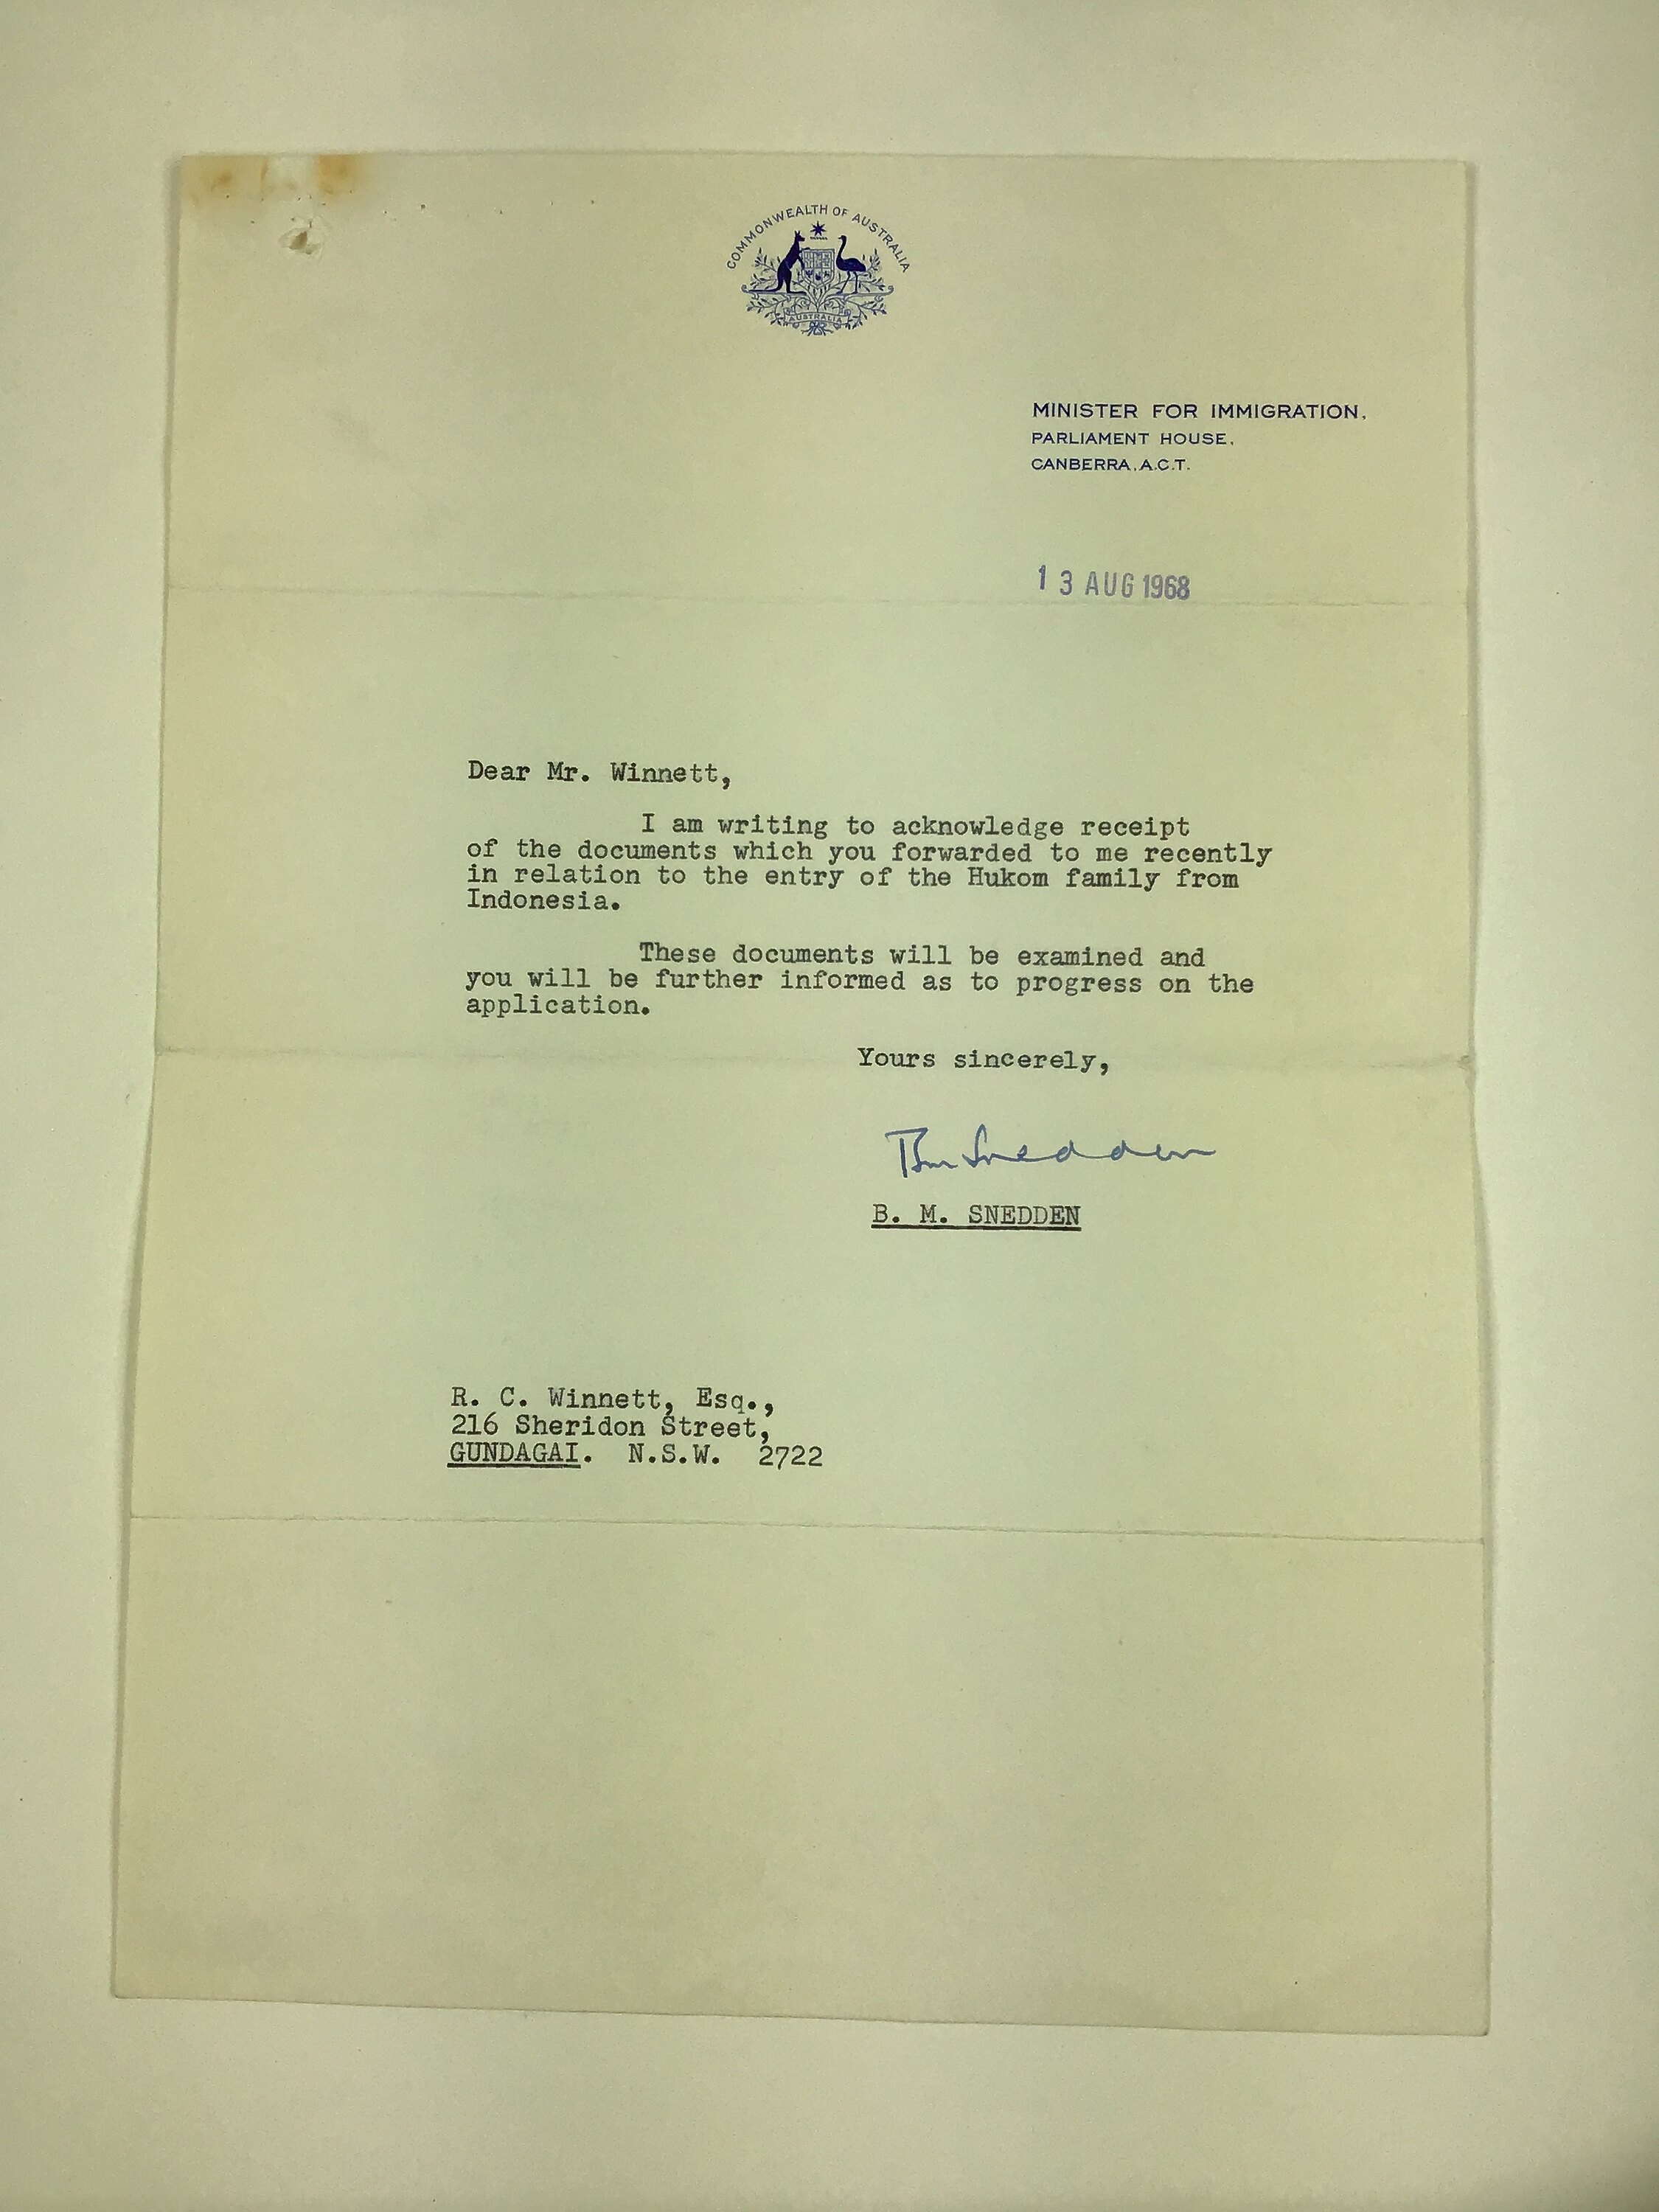 COMMONWEALTH OF AUSTRALIA
AUSTRALIA
MINISTER FOR IMMIGRATION,
PARLIAMENT HOUSE,
CANBERRA, A.C.T.
13 AUG 1968
Dear Mr. Winnett,
I am writing to acknowledge receipt
of the documents which you forwarded to me recently
in relation to the entry of the Hukom family from
Indonesia.
These documents will be examined and
you will be further informed as to progress on the
application.
Yours sincerely,
BM Snedden
B. M. SNEDDEN
R. C. Winnett, Esq.,
216 Sheridon Street,
GUNDAGAI. N.S.W. 2722